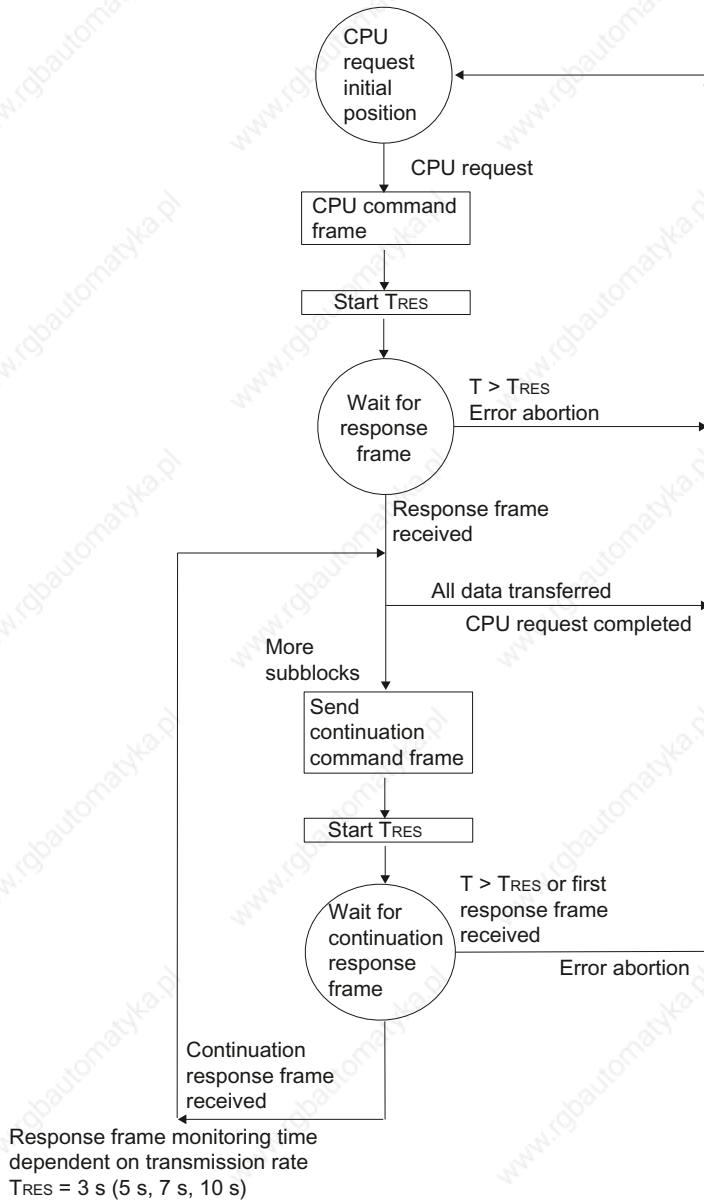 CPU
request
initial
position
CPU request
CPU command
frame
Start TRES
Wait for
response
frame
T > TRES
Error abortion
Response frame
received
All data transferred
CPU request completed
More
subblocks
Send
continuation
command frame
Start TRES
Wait for
continuation
response
frame
T > TRES or first
response frame
received
Error abortion
Continuation
response frame
received
Response frame monitoring time
dependent on transmission rate
TRES = 3 s (5 s, 7 s, 10 s)
www.rgbautomatyka.pl